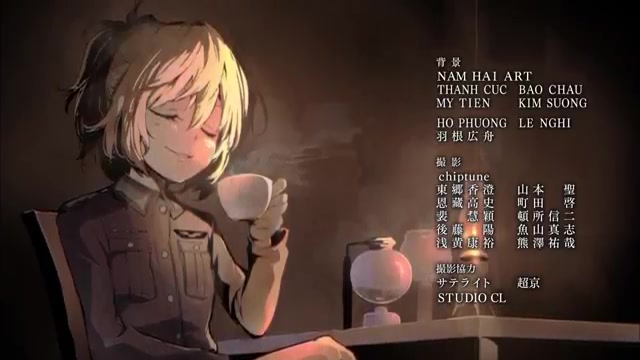 背景
NAM HAI ART
THANH CUC BAO CHAU
MY TIEN KIM SUONG
HO PHUONG LE NGHI
羽根広舟
撮影
chiptune
東郷香澄 山本聖
恩藏高史 町田啓
裴慧穎 頓所信二
後藤陽 魚山真志
浅黄康裕 熊澤祐哉
撮影協力
サテライト 超京
STUDIO CL